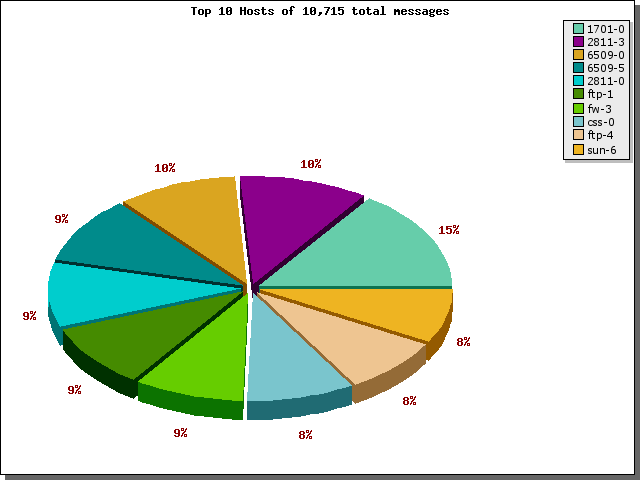 Top 10 Hosts of 10,715 total messages
1701-0
2811-3
6509-0
6509-5
2811-0
ftp-1
fw-3
css-0
ftp-4
sun-6
10%
10%
9%
15%
9%
8%
9%
8%
9%
8%